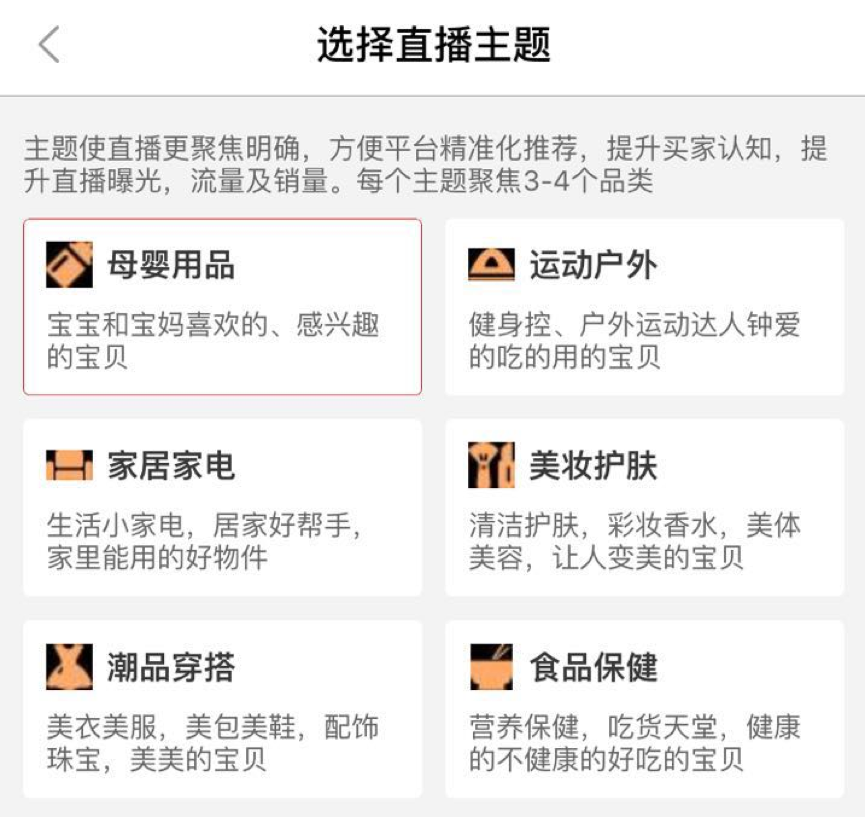 选择直播主题
主题使直播更聚焦明确，方便平台精准化推荐，提升买家认知，提
升直播曝光，流量及销量。每个主题聚焦3-4个品类
母婴用品
宝宝和宝妈喜欢的、感兴趣
的宝贝
运动户外
健身控、户外运动达人钟爱
的吃的用的宝贝
家居家电
生活小家电，居家好帮手，
家里能用的好物件
美妆护肤
清洁护肤，彩妆香水，美体
美容，让人变美的宝贝
潮品穿搭
美衣美服，美包美鞋，配饰
珠宝，美美的宝贝
食品保健
营养保健，吃货天堂，健康
的不健康的好吃的宝贝